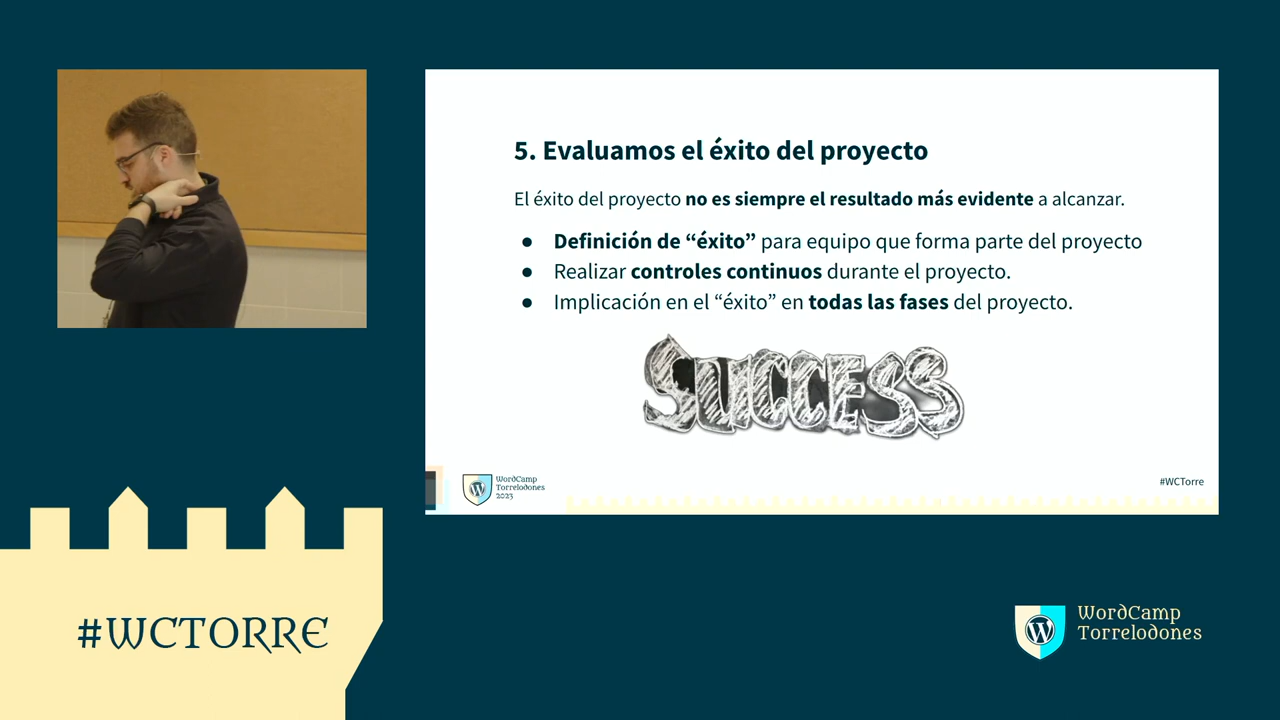 5. Evaluamos el éxito del proyecto
El éxito del proyecto no es siempre el resultado más evidente a alcanzar.
● Definición de “éxito” para equipo que forma parte del proyecto
● Realizar controles continuos durante el proyecto.
● Implicación en el “éxito” en todas las fases del proyecto.
SUCCESS
WordCamp
Torrelodones
2023
#WCTorre
#WCTORRE
WordCamp
Torrelodones